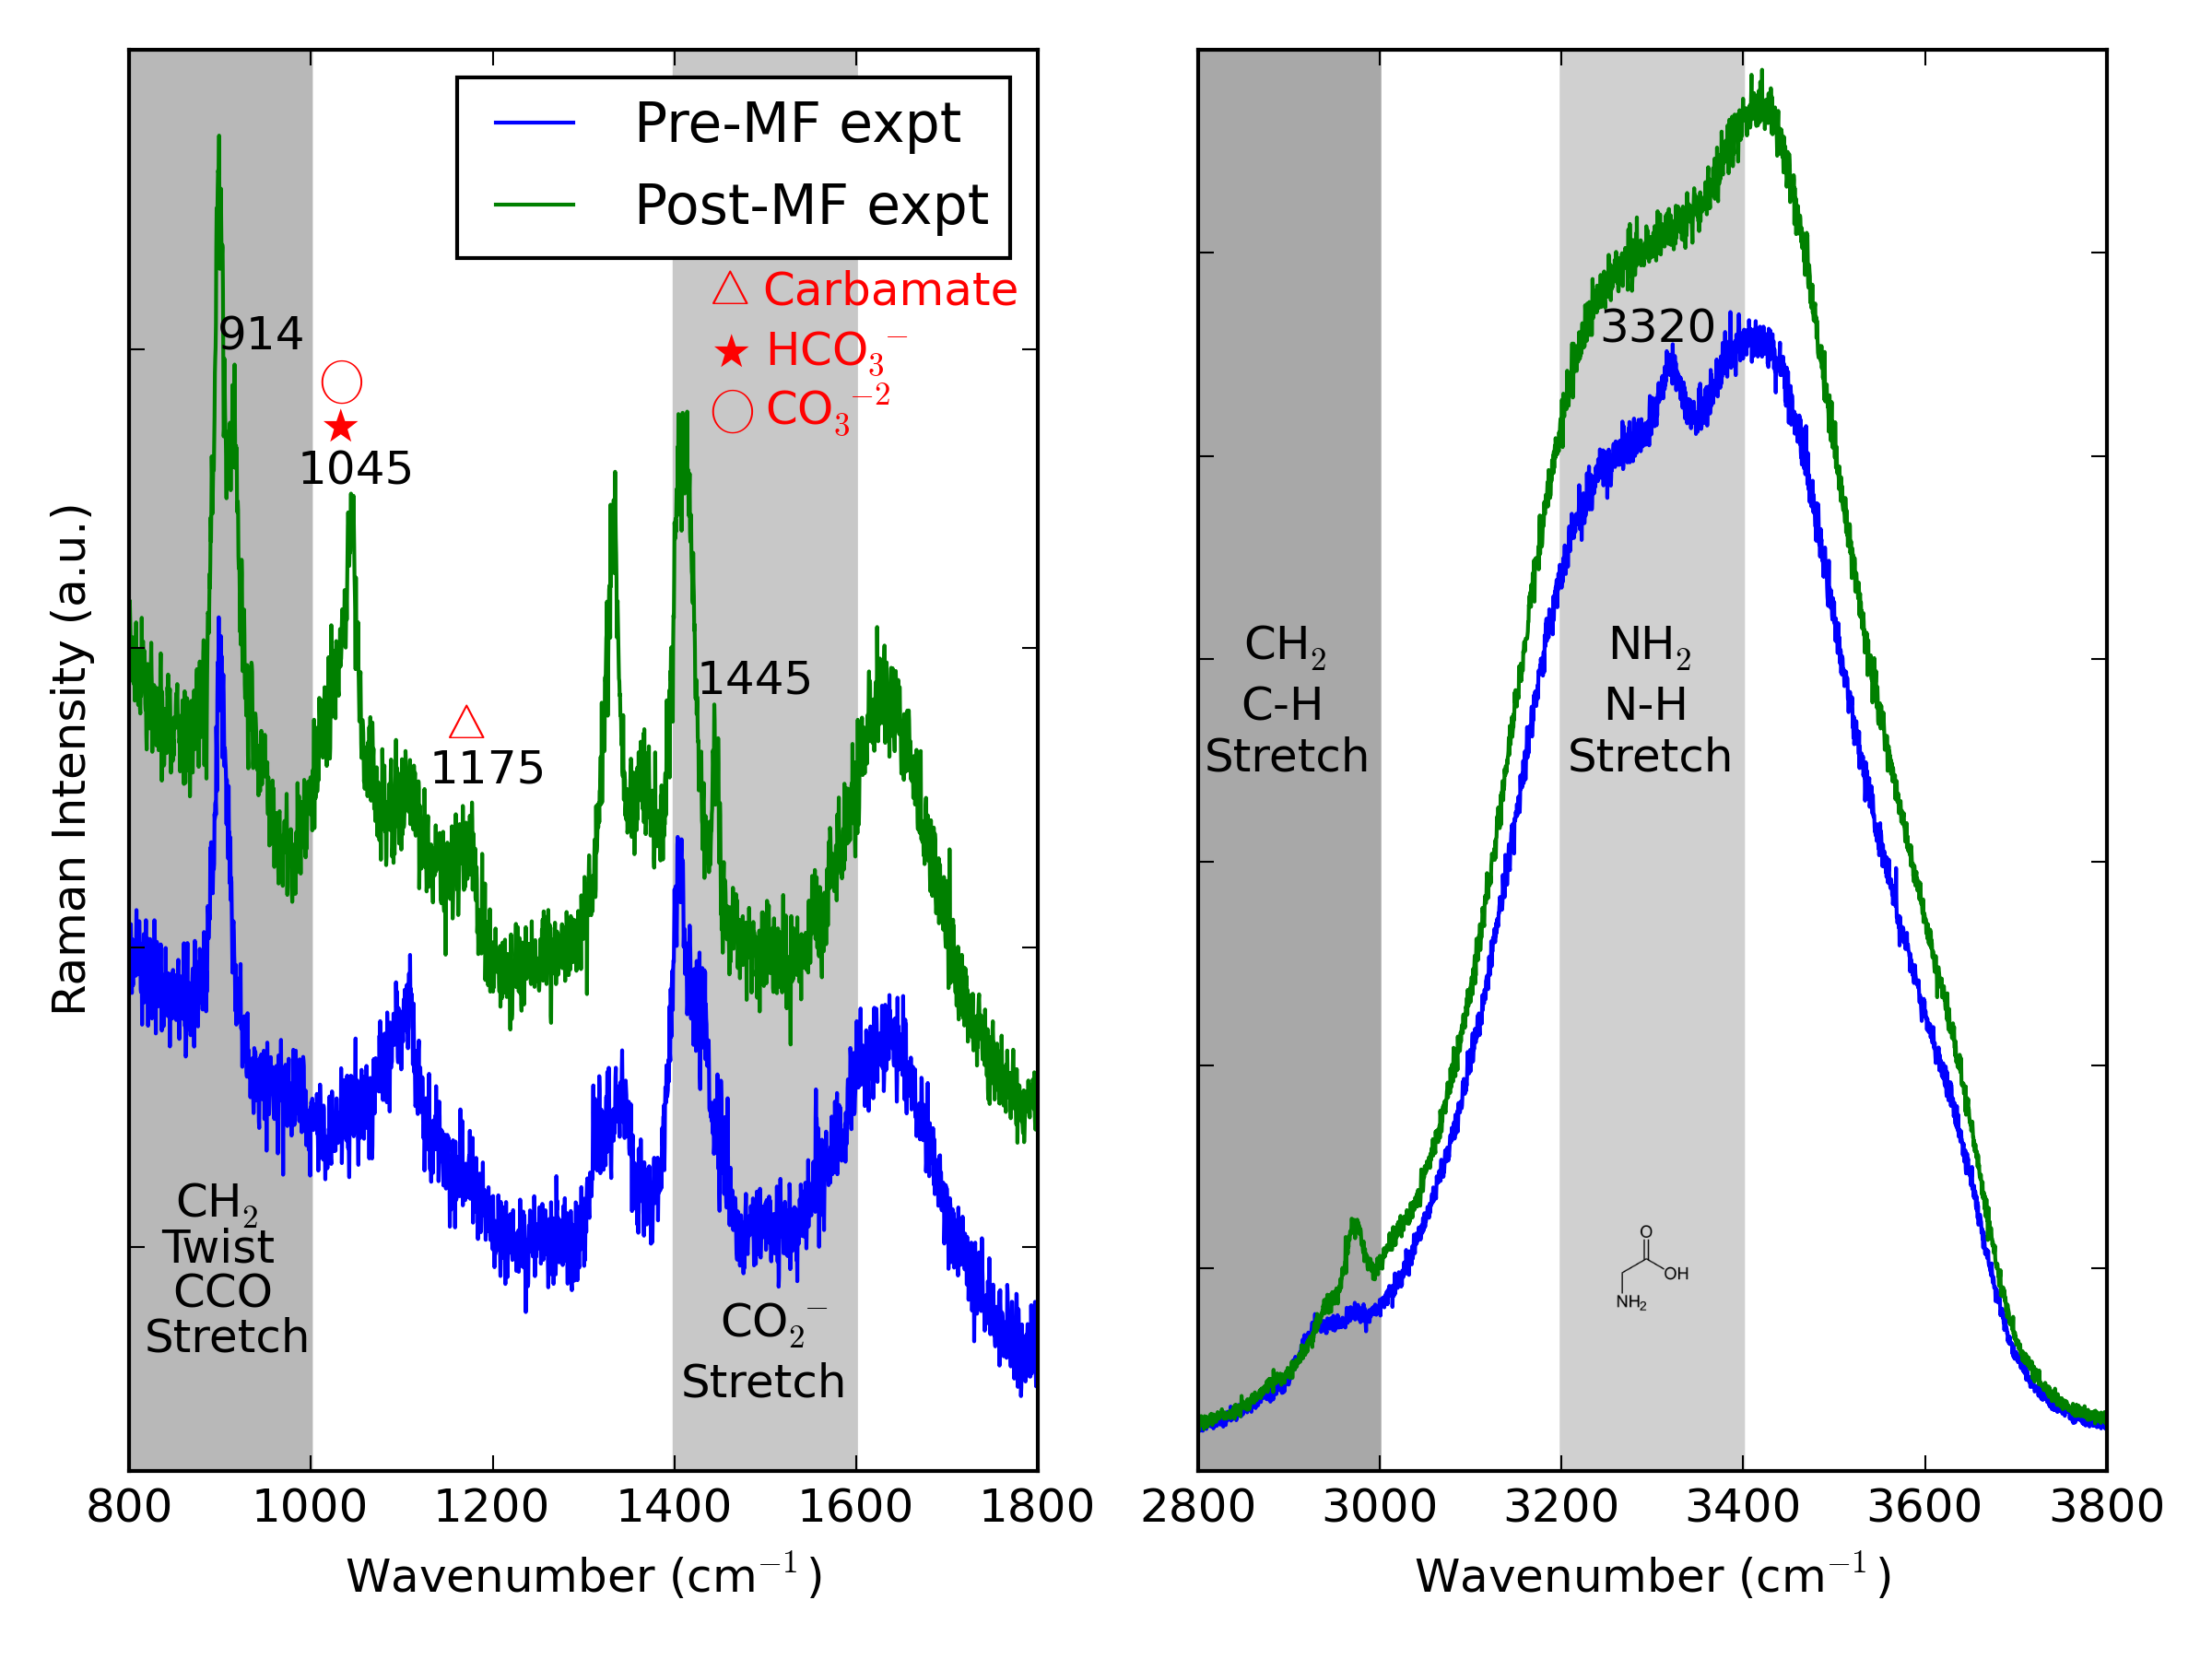 Pre-MF expt
Post-MF expt
△ Carbamate
★ HCO₃⁻
○ CO₃⁻²
914
1045
1175
1445
CH₂
Twist
CCO
Stretch
CO₂⁻
Stretch
Raman Intensity (a.u.)
800 1000 1200 1400 1600 1800
Wavenumber (cm⁻¹)
3320
CH₂
C-H
Stretch
NH₂
N-H
Stretch
O
OH
NH₂
2800 3000 3200 3400 3600 3800
Wavenumber (cm⁻¹)